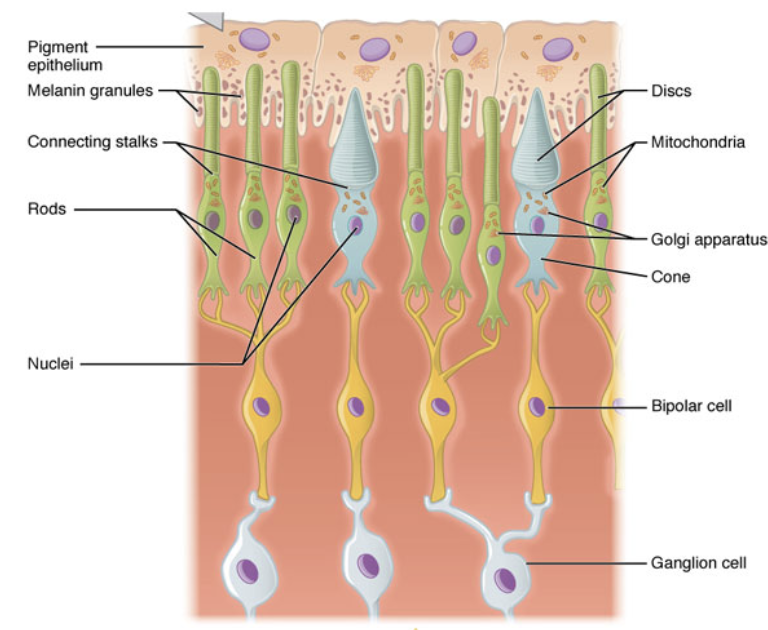 Pigment
epithelium
Melanin granules
Connecting stalks
Rods
Nuclei
Discs
Mitochondria
Golgi apparatus
Cone
Bipolar cell
Ganglion cell